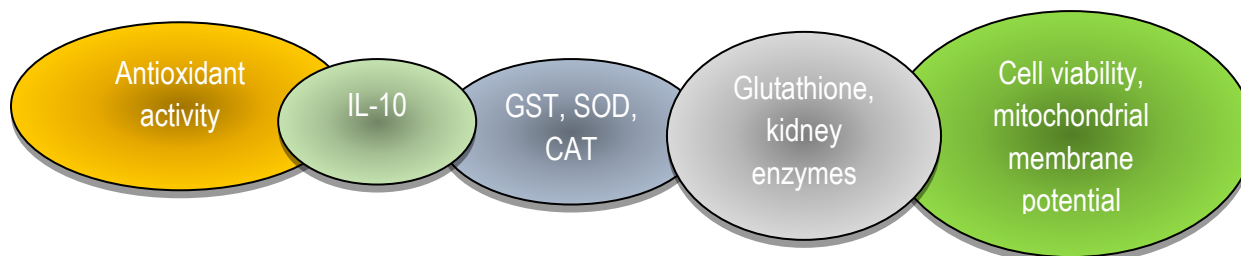 Antioxidant
activity
IL-10
GST, SOD,
CAT
Glutathione,
kidney
enzymes
Cell viability,
mitochondrial
membrane
potential